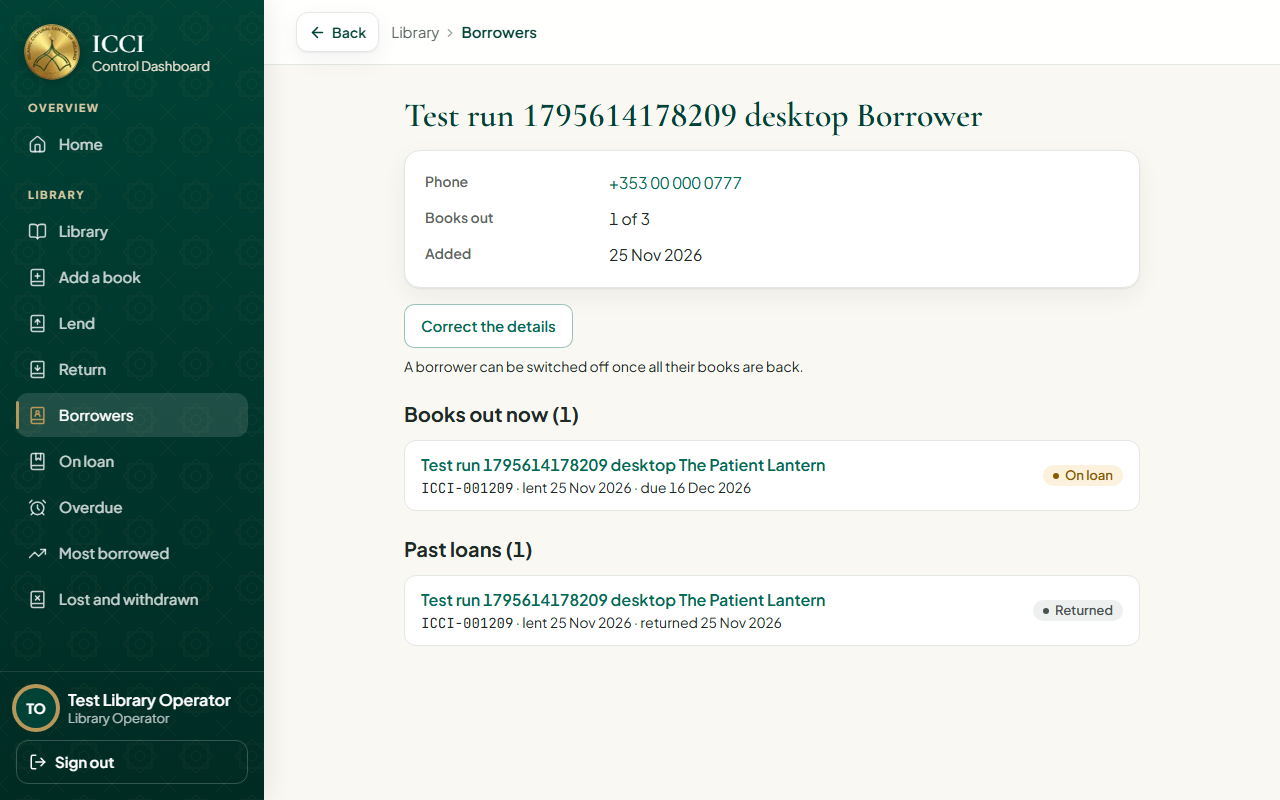 ICCI
Control Dashboard
OVERVIEW
Home
LIBRARY
Library
Add a book
Lend
Return
Borrowers
On loan
Overdue
Most borrowed
Lost and withdrawn
TO
Test Library Operator
Library Operator
Sign out
Back
Library › Borrowers
Test run 1795614178209 desktop Borrower
Phone +353 00 000 0777
Books out 1 of 3
Added 25 Nov 2026
Correct the details
A borrower can be switched off once all their books are back.
Books out now (1)
Test run 1795614178209 desktop The Patient Lantern
ICCI-001209 · lent 25 Nov 2026 · due 16 Dec 2026
On loan
Past loans (1)
Test run 1795614178209 desktop The Patient Lantern
ICCI-001209 · lent 25 Nov 2026 · returned 25 Nov 2026
Returned